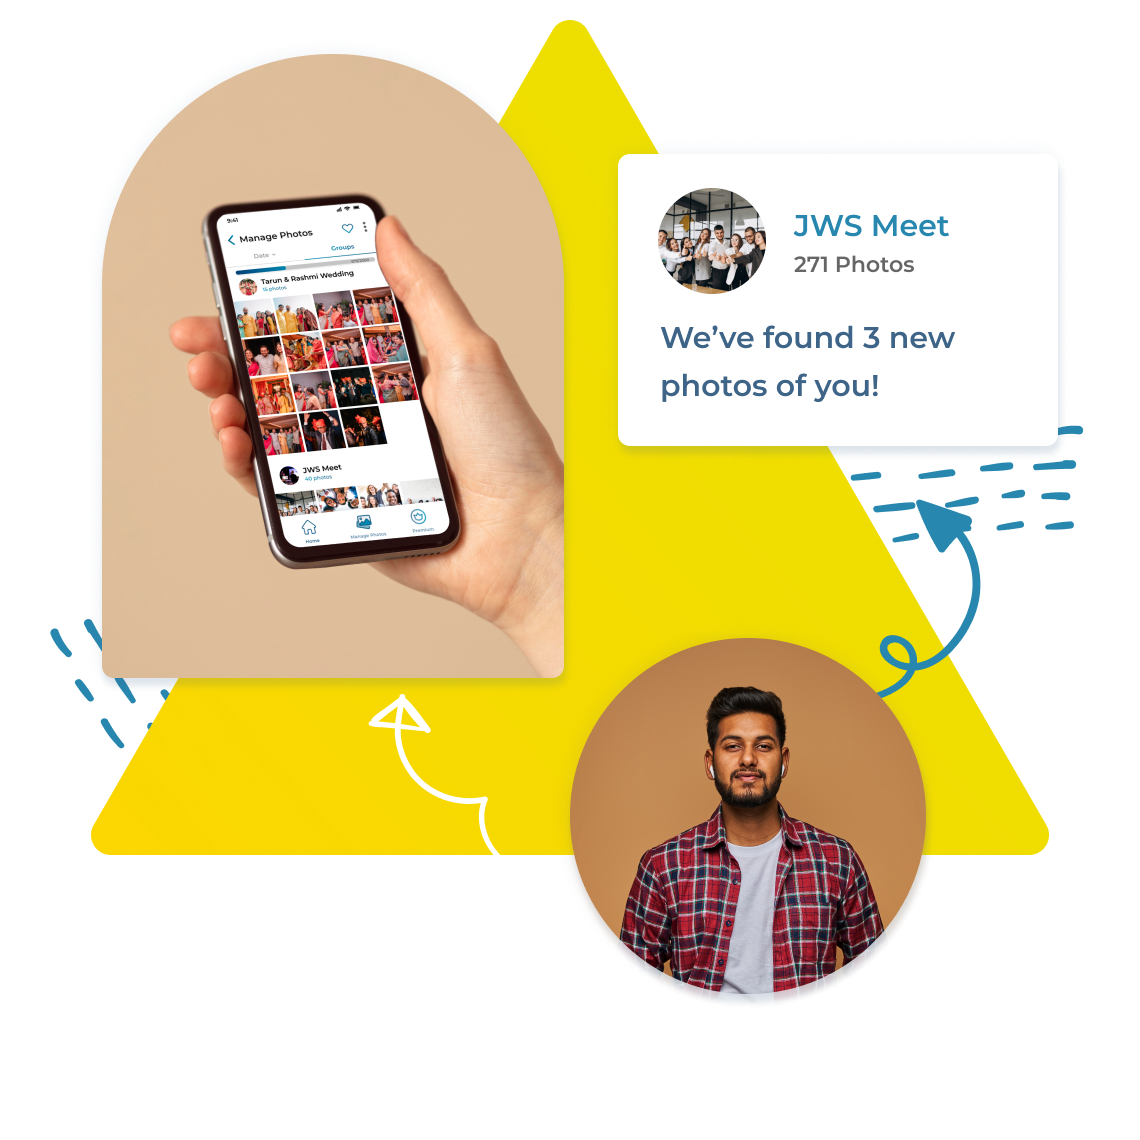 9:41
Manage Photos
Date
Groups
Tarun & Rashmi Wedding
15 photos
JWS Meet
40 photos
Home
Manage Photos
Premium
JWS Meet
271 Photos
We’ve found 3 new
photos of you!